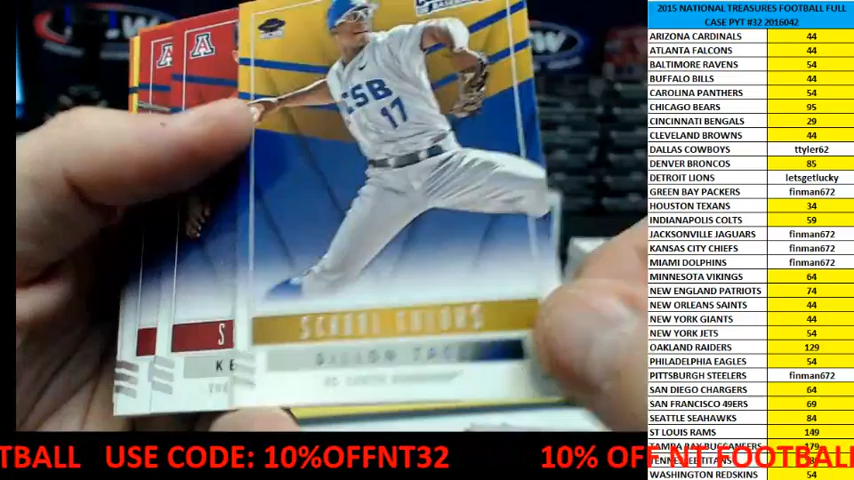 CSB
17
SCHOOL COLORS
DILLON TATE
S
KE
2015 NATIONAL TREASURES FOOTBALL FULL
CASE PYT #32 2016042
ARIZONA CARDINALS 44
ATLANTA FALCONS 44
BALTIMORE RAVENS 54
BUFFALO BILLS 44
CAROLINA PANTHERS 54
CHICAGO BEARS 95
CINCINNATI BENGALS 29
CLEVELAND BROWNS 44
DALLAS COWBOYS ttyler62
DENVER BRONCOS 85
DETROIT LIONS letsgetlucky
GREEN BAY PACKERS finman672
HOUSTON TEXANS 34
INDIANAPOLIS COLTS 59
JACKSONVILLE JAGUARS finman672
KANSAS CITY CHIEFS finman672
MIAMI DOLPHINS finman672
MINNESOTA VIKINGS 64
NEW ENGLAND PATRIOTS 74
NEW ORLEANS SAINTS 44
NEW YORK GIANTS 44
NEW YORK JETS 54
OAKLAND RAIDERS 129
PHILADELPHIA EAGLES 54
PITTSBURGH STEELERS finman672
SAN DIEGO CHARGERS 64
SAN FRANCISCO 49ERS 69
SEATTLE SEAHAWKS 84
ST LOUIS RAMS 149
TAMPA BAY BUCCANEERS 179
TENNESSEE TITANS
WASHINGTON REDSKINS 54
TBALL USE CODE: 10%OFFNT32 10% OFF NT FOOTBALL